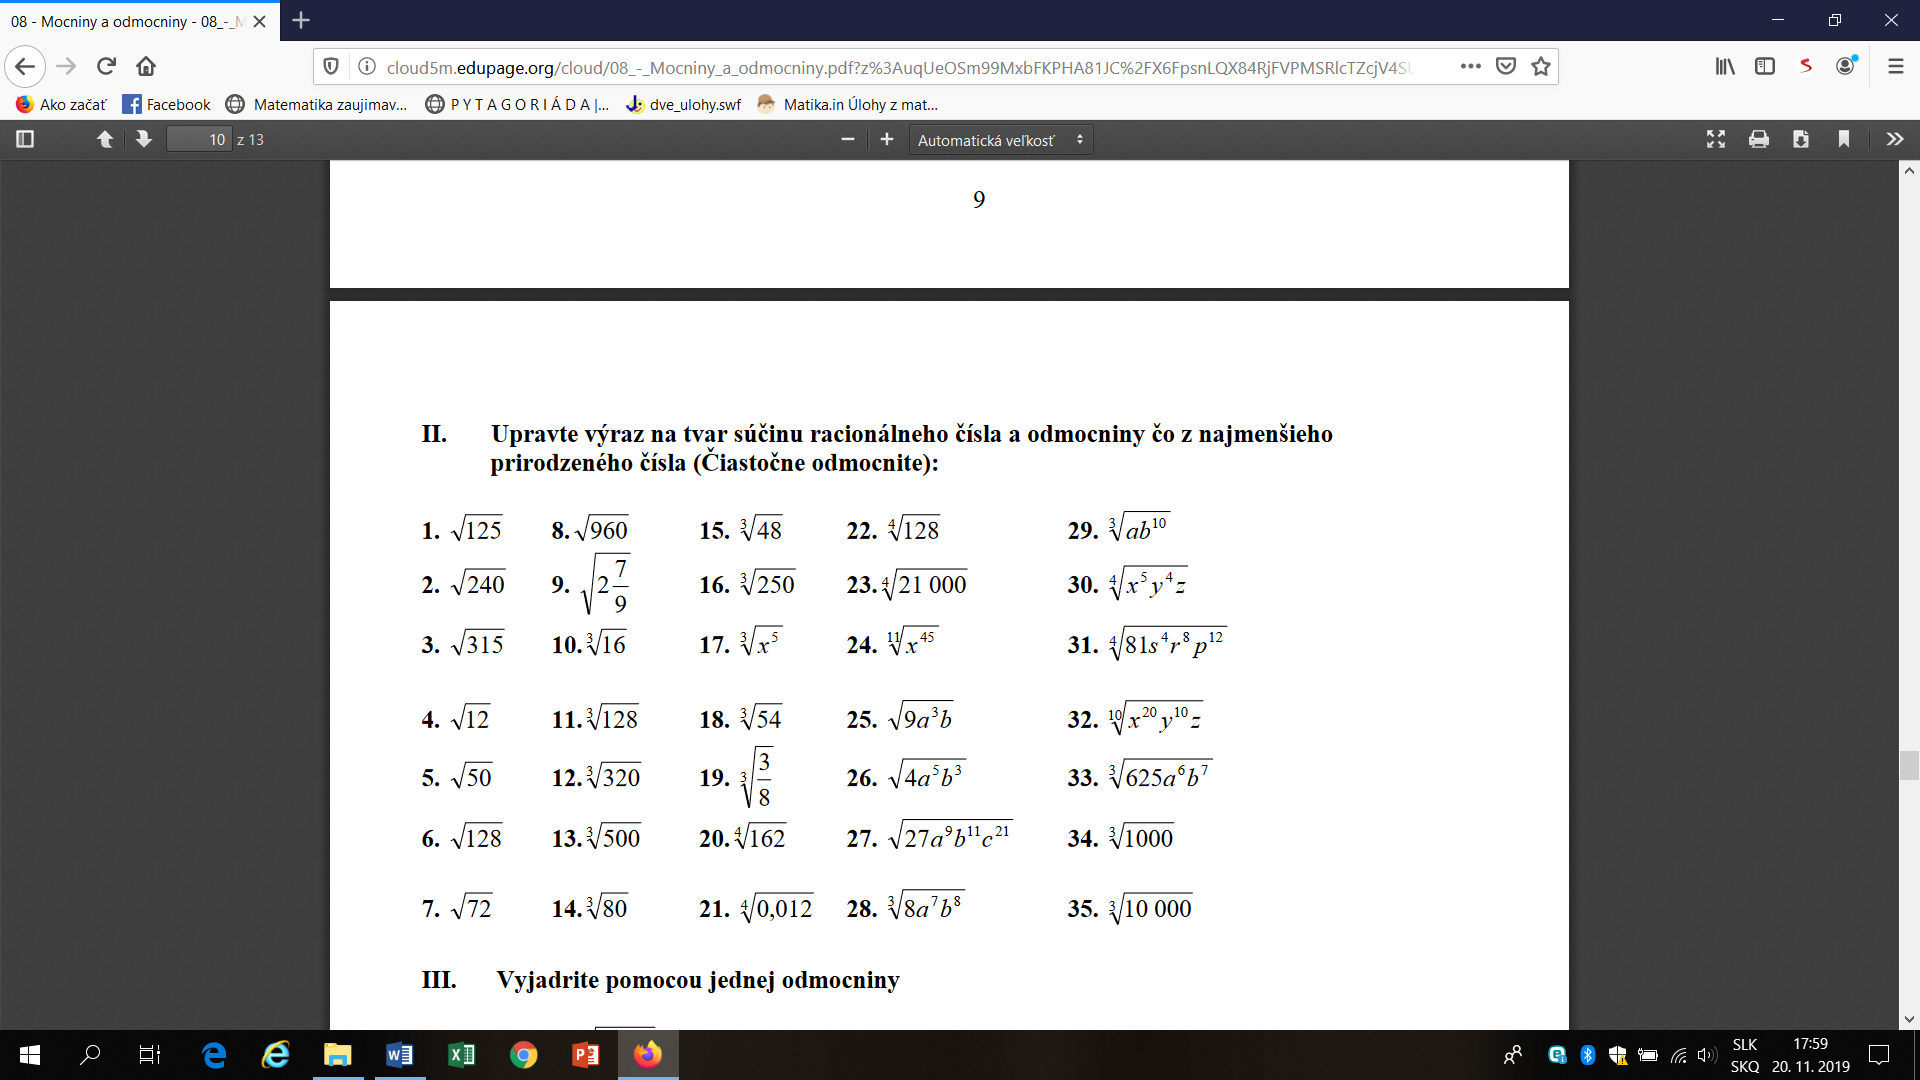 08 - Mocniny a odmocniny - 08_-_M
cloud5m.edupage.org/cloud/08_-_Mocniny_a_odmocniny.pdf?z%3AuqUeOSm99MxbFKPHA81JC%2FX6FpsnLQX84RjFVPMSRlcTZcjV4SU
Ako začať Facebook Matematika zaujimav... P Y T A G O R I Á D A |... dve_ulohy.swf Matika.in Úlohy z mat...
10 z 13 Automatická veľkosť
9
II. Upravte výraz na tvar súčinu racionálneho čísla a odmocniny čo z najmenšieho
prirodzeného čísla (Čiastočne odmocnite):
1. √125 8. √960 15. ∛48 22. ∜128 29. ∛(ab¹⁰)
2. √240 9. √(2 7/9) 16. ∛250 23. ∜21 000 30. ∜(x⁵y⁴z)
3. √315 10. ∛16 17. ∛(x⁵) 24. ¹¹√(x⁴⁵) 31. ∜(81s⁴r⁸p¹²)
4. √12 11. ∛128 18. ∛54 25. √(9a³b) 32. ¹⁰√(x²⁰y¹⁰z)
5. √50 12. ∛320 19. ∛(3/8) 26. √(4a⁵b³) 33. ∛(625a⁶b⁷)
6. √128 13. ∛500 20. ∜162 27. √(27a⁹b¹¹c²¹) 34. ∛1000
7. √72 14. ∛80 21. ∜0,012 28. ∛(8a⁷b⁸) 35. ∛10 000
III. Vyjadrite pomocou jednej odmocniny
SLK 17:59
SKQ 20. 11. 2019